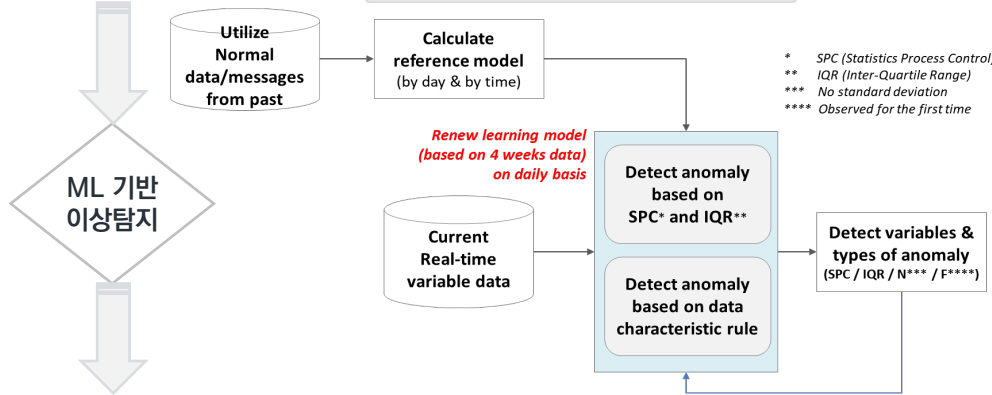 Utilize
Normal
data/messages
from past
Calculate
reference model
(by day & by time)
* SPC (Statistics Process Control)
** IQR (Inter-Quartile Range)
*** No standard deviation
**** Observed for the first time
Renew learning model
(based on 4 weeks data)
on daily basis
ML 기반
이상탐지
Detect anomaly
based on
SPC* and IQR**
Current
Real-time
variable data
Detect variables &
types of anomaly
(SPC / IQR / N*** / F****)
Detect anomaly
based on data
characteristic rule